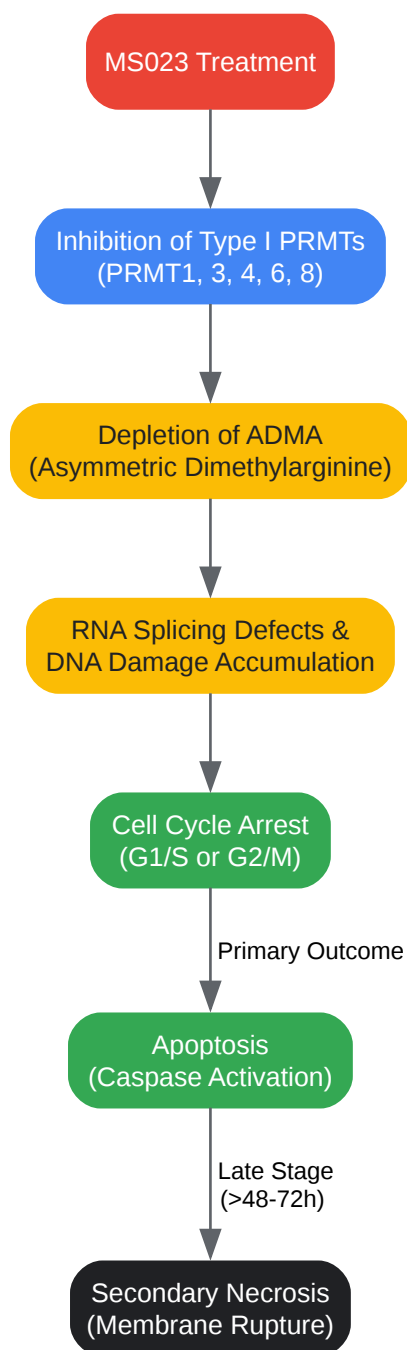 MS023 Treatment
Inhibition of Type I PRMTs
(PRMT1, 3, 4, 6, 8)
Depletion of ADMA
(Asymmetric Dimethylarginine)
RNA Splicing Defects &
DNA Damage Accumulation
Cell Cycle Arrest
(G1/S or G2/M)
Primary Outcome
Apoptosis
(Caspase Activation)
Late Stage
(>48-72h)
Secondary Necrosis
(Membrane Rupture)